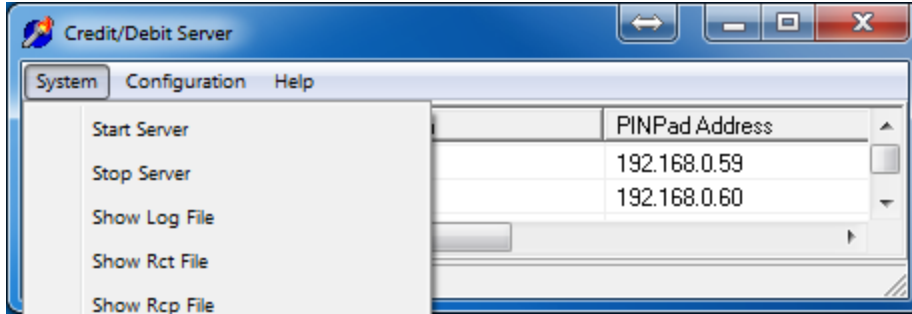 Credit/Debit Server
System Configuration Help
PINPad Address
Start Server
192.168.0.59
Stop Server
192.168.0.60
Show Log File
Show Rct File
Show Rcp File